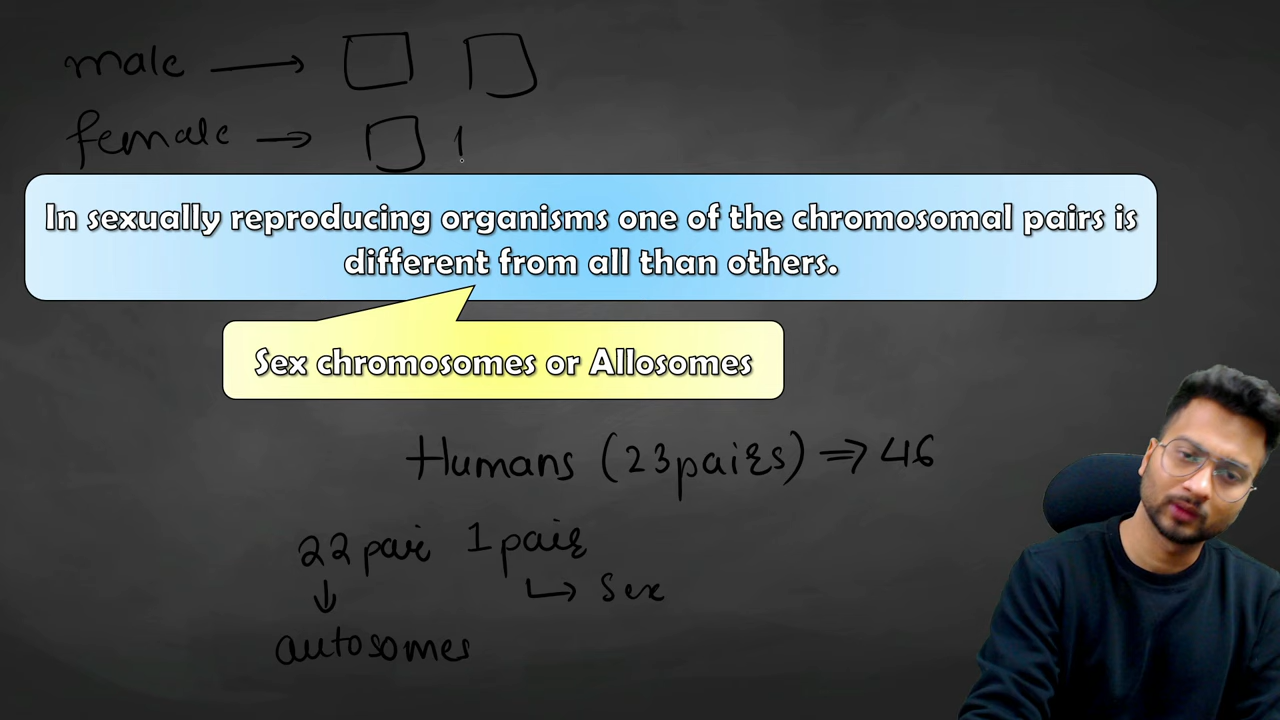 male →
female →
In sexually reproducing organisms one of the chromosomal pairs is
different from all than others.
Sex chromosomes or Allosomes
Humans (23pairs) ⇒ 46
22 pair 1 pair
↓ ↳ Sex
autosomes